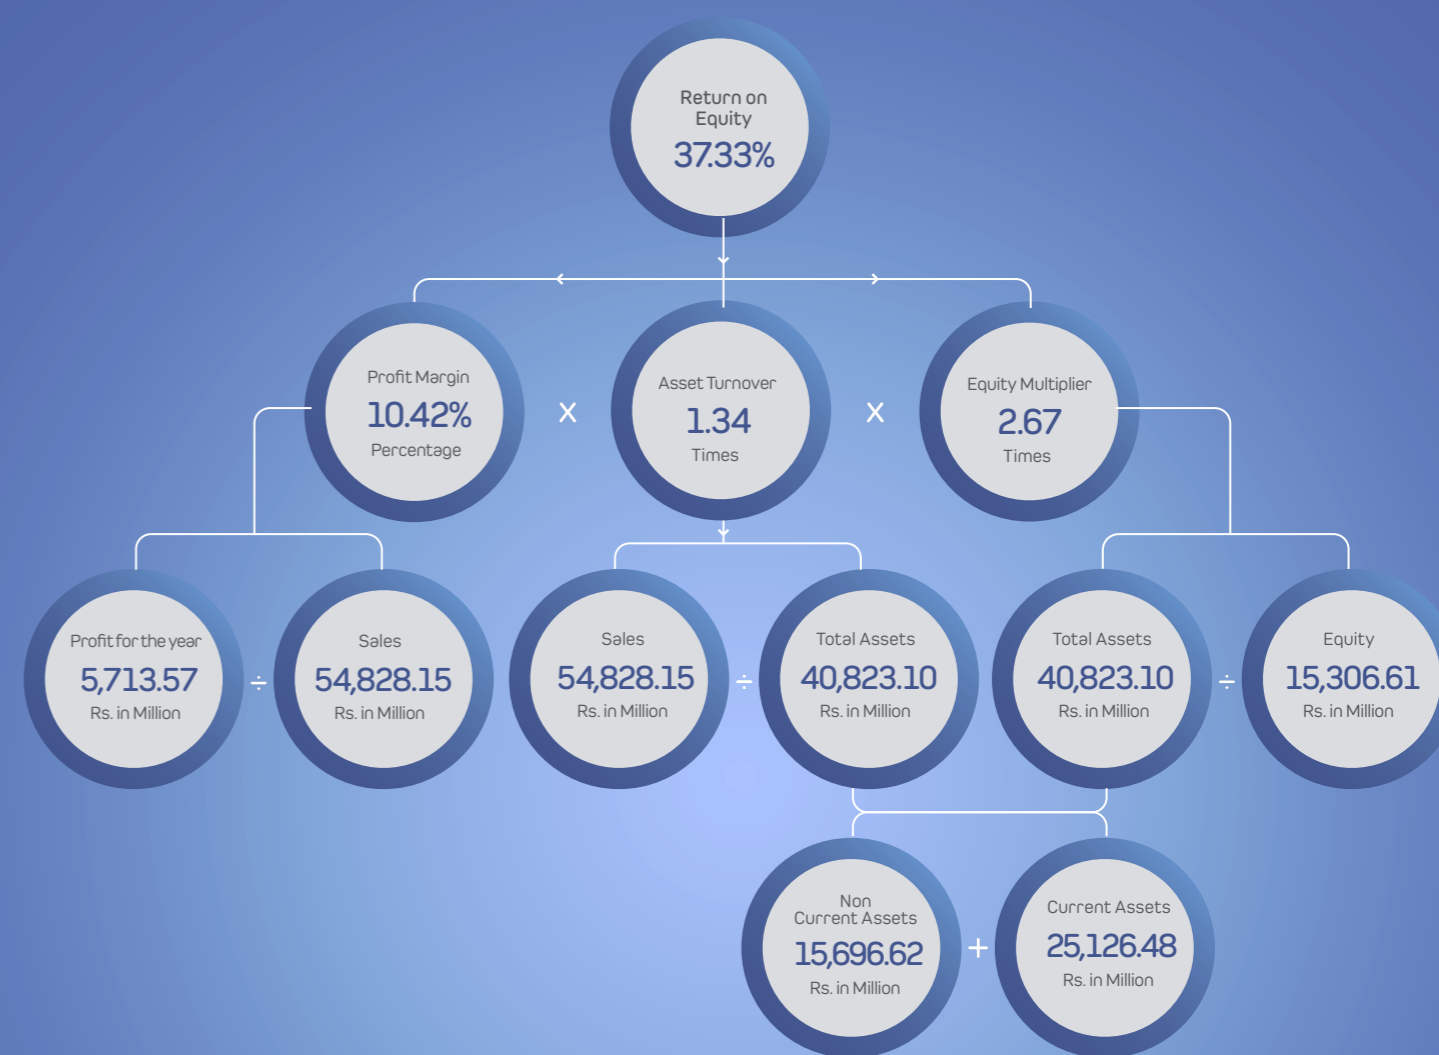 Return on
Equity
37.33%
Profit Margin
10.42%
Percentage
X
Asset Turnover
1.34
Times
X
Equity Multiplier
2.67
Times
Profit for the year
5,713.57
Rs. in Million
÷
Sales
54,828.15
Rs. in Million
Sales
54,828.15
Rs. in Million
÷
Total Assets
40,823.10
Rs. in Million
Total Assets
40,823.10
Rs. in Million
÷
Equity
15,306.61
Rs. in Million
Non
Current Assets
15,696.62
Rs. in Million
+
Current Assets
25,126.48
Rs. in Million